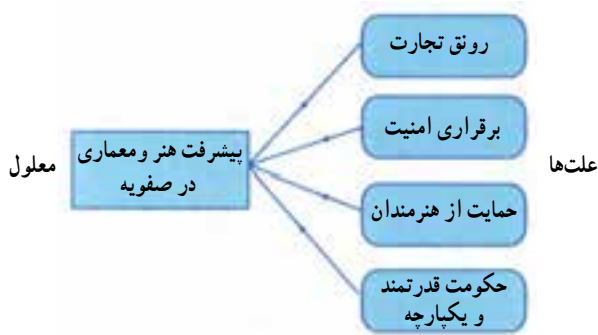 علت‌ها
رونق تجارت
برقراری امنیت
حمایت از هنرمندان
حکومت قدرتمند
و یکپارچه
پیشرفت هنر و معماری
در صفویه
معلول